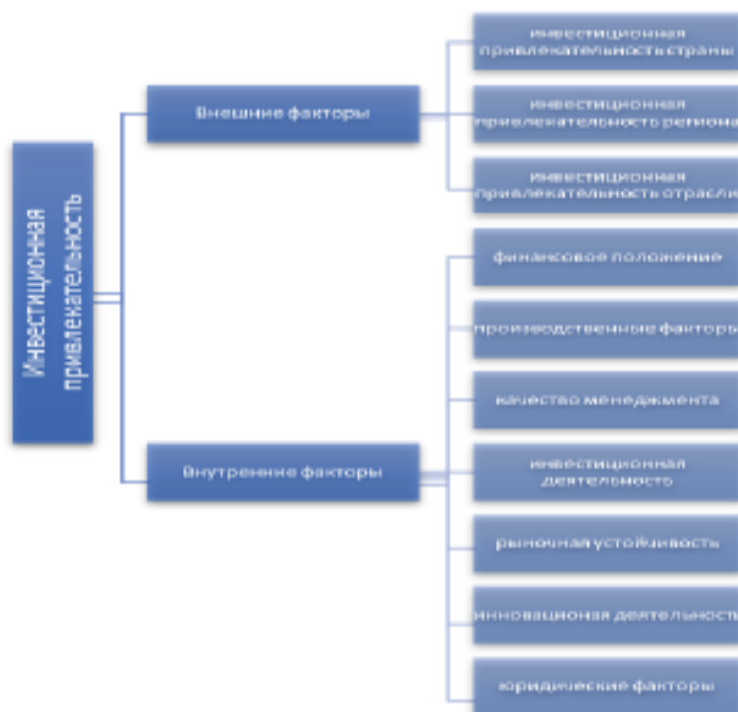 Инвестиционная
привлекательность
Внешние факторы
инвестиционная
привлекательность страны
инвестиционная
привлекательность региона
инвестиционная
привлекательность отрасли
Внутренние факторы
финансовое положение
производственные факторы
качество менеджмента
инвестиционная
деятельность
рыночная устойчивость
инновационая деятельность
юридические факторы